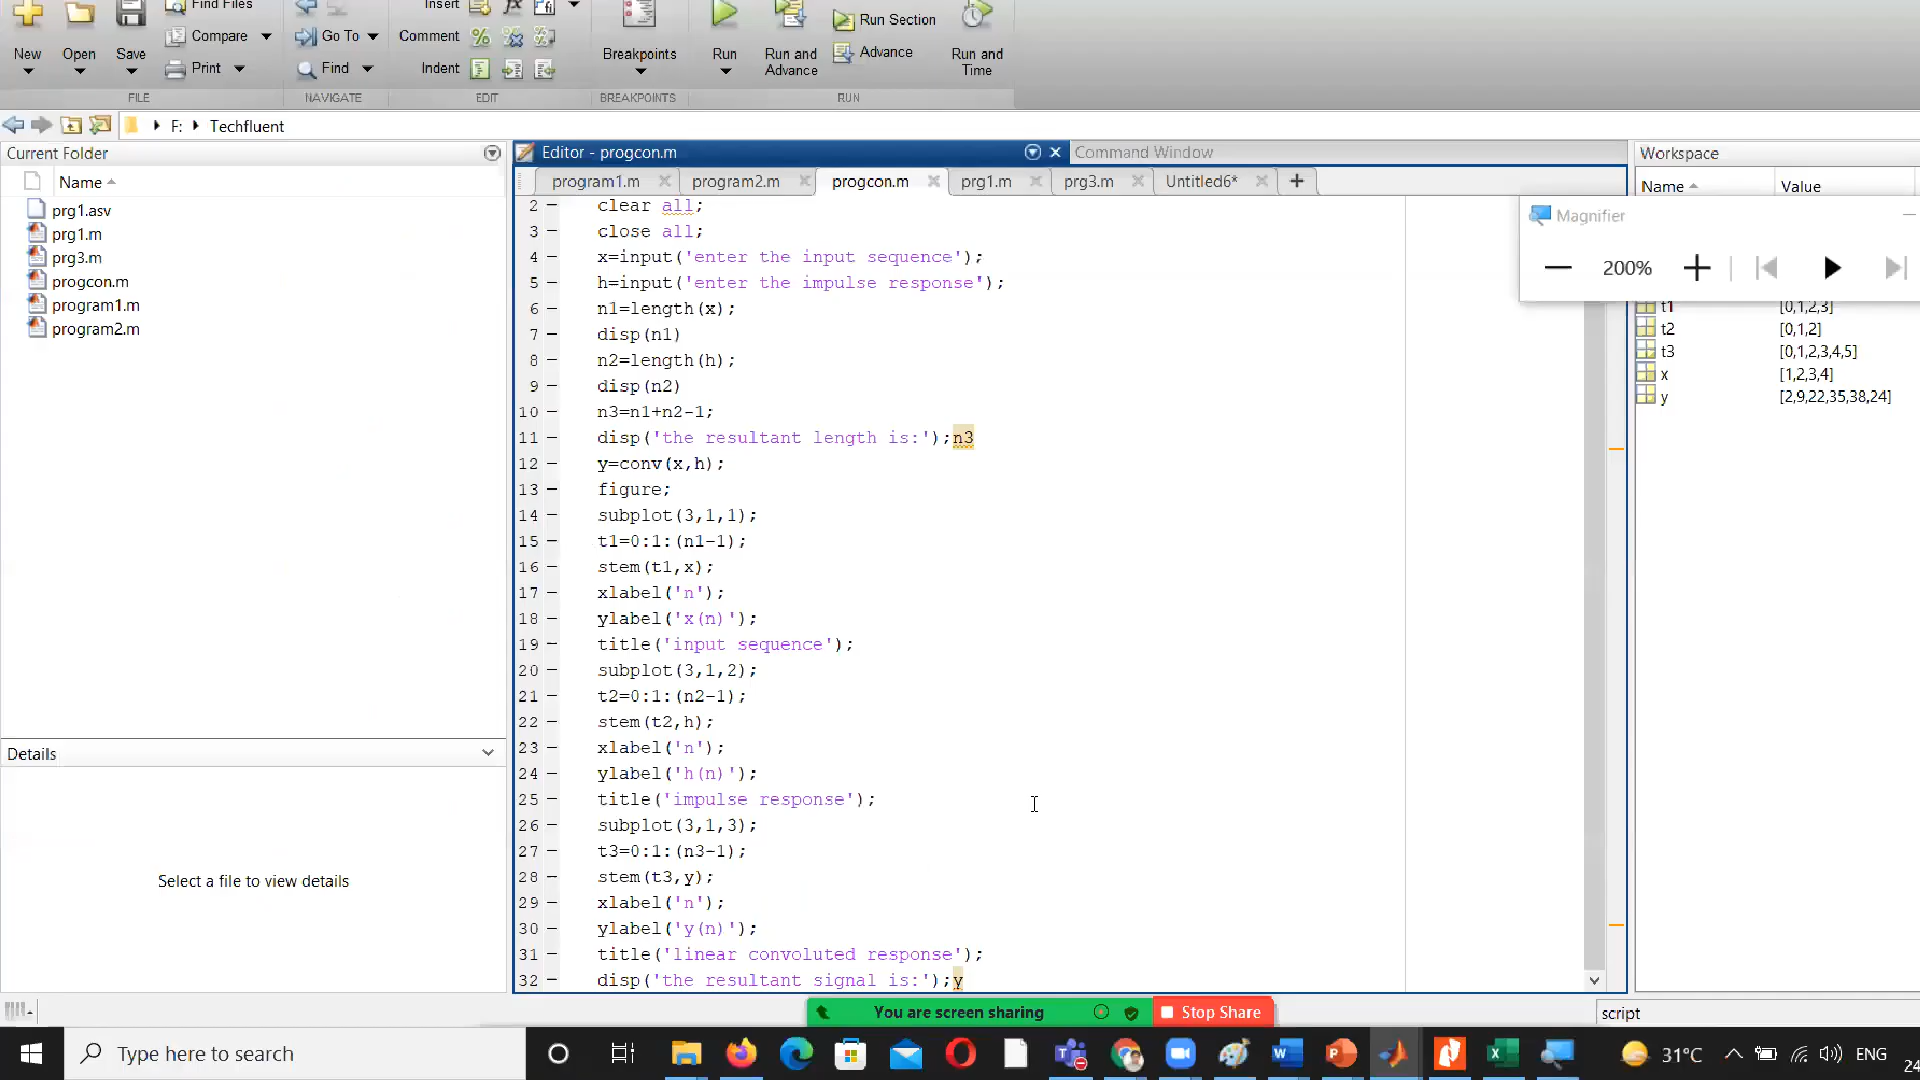 Insert
Find Files
New
Open
Save
Compare
Print
Go To
Find
Comment
Indent
Breakpoints
Run
Run and
Advance
Run Section
Advance
Run and
Time
FILE
NAVIGATE
EDIT
BREAKPOINTS
RUN
F: Techfluent
Current Folder
Name
prg1.asv
prg1.m
prg3.m
progcon.m
program1.m
program2.m
Details
Select a file to view details
Editor - progcon.m
Command Window
program1.m
program2.m
progcon.m
prg1.m
prg3.m
Untitled6*
2 clear all;
3 close all;
4 x=input('enter the input sequence');
5 h=input('enter the impulse response');
6 n1=length(x);
7 disp(n1)
8 n2=length(h);
9 disp(n2)
10 n3=n1+n2-1;
11 disp('the resultant length is:');n3
12 y=conv(x,h);
13 figure;
14 subplot(3,1,1);
15 t1=0:1:(n1-1);
16 stem(t1,x);
17 xlabel('n');
18 ylabel('x(n)');
19 title('input sequence');
20 subplot(3,1,2);
21 t2=0:1:(n2-1);
22 stem(t2,h);
23 xlabel('n');
24 ylabel('h(n)');
25 title('impulse response');
26 subplot(3,1,3);
27 t3=0:1:(n3-1);
28 stem(t3,y);
29 xlabel('n');
30 ylabel('y(n)');
31 title('linear convoluted response');
32 disp('the resultant signal is:');y
Workspace
Name Value
Magnifier
200%
t1 [0,1,2,3]
t2 [0,1,2]
t3 [0,1,2,3,4,5]
x [1,2,3,4]
y [2,9,22,35,38,24]
You are screen sharing
Stop Share
script
Type here to search
31°C
ENG
24